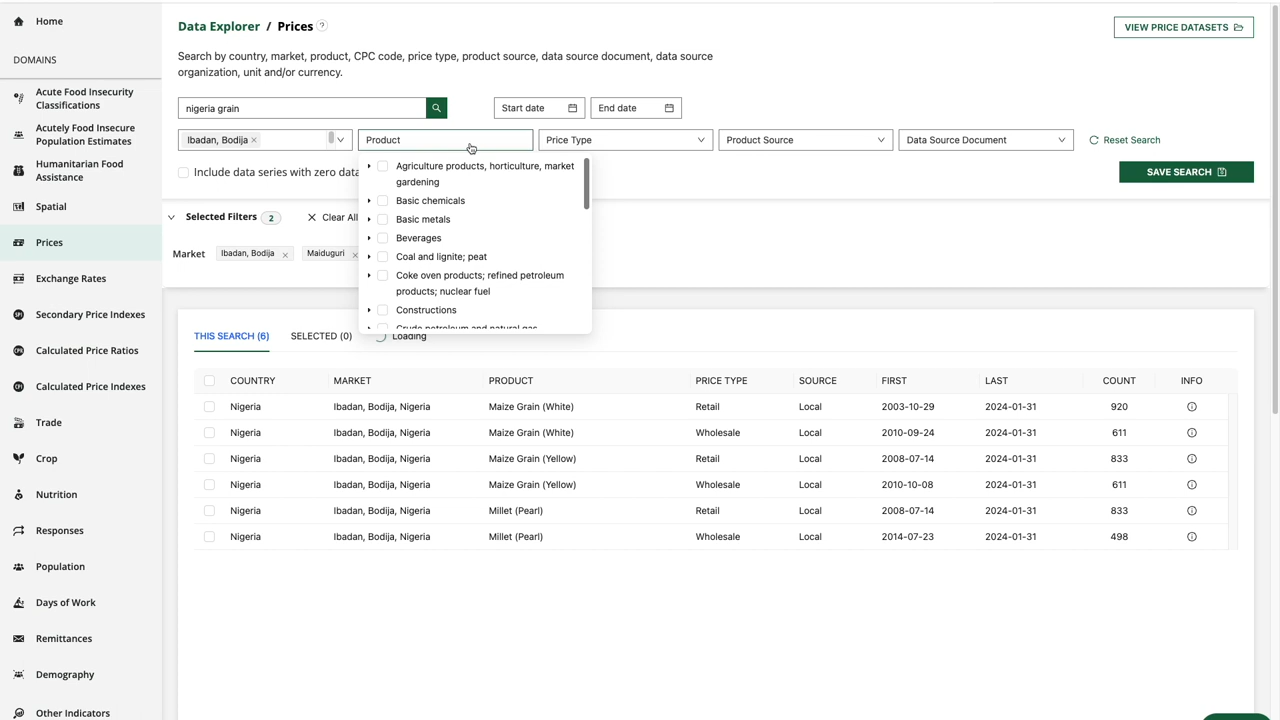 Home
DOMAINS
Acute Food Insecurity
Classifications
Acutely Food Insecure
Population Estimates
Humanitarian Food
Assistance
Spatial
Prices
Exchange Rates
Secondary Price Indexes
Calculated Price Ratios
Calculated Price Indexes
Trade
Crop
Nutrition
Responses
Population
Days of Work
Remittances
Demography
Other Indicators
Data Explorer / Prices ?
VIEW PRICE DATASETS
Search by country, market, product, CPC code, price type, product source, data source document, data source
organization, unit and/or currency.
nigeria grain Start date End date
Ibadan, Bodija × Product Price Type Product Source Data Source Document Reset Search
Include data series with zero data
SAVE SEARCH
Agriculture products, horticulture, market
gardening
Basic chemicals
Basic metals
Beverages
Coal and lignite; peat
Coke oven products; refined petroleum
products; nuclear fuel
Constructions
Crude petroleum and natural gas
Selected Filters 2 Clear All
Market Ibadan, Bodija × Maiduguri ×
THIS SEARCH (6) SELECTED (0) Loading
COUNTRY MARKET PRODUCT PRICE TYPE SOURCE FIRST LAST COUNT INFO
Nigeria Ibadan, Bodija, Nigeria Maize Grain (White) Retail Local 2003-10-29 2024-01-31 920
Nigeria Ibadan, Bodija, Nigeria Maize Grain (White) Wholesale Local 2010-09-24 2024-01-31 611
Nigeria Ibadan, Bodija, Nigeria Maize Grain (Yellow) Retail Local 2008-07-14 2024-01-31 833
Nigeria Ibadan, Bodija, Nigeria Maize Grain (Yellow) Wholesale Local 2010-10-08 2024-01-31 611
Nigeria Ibadan, Bodija, Nigeria Millet (Pearl) Retail Local 2008-07-14 2024-01-31 833
Nigeria Ibadan, Bodija, Nigeria Millet (Pearl) Wholesale Local 2014-07-23 2024-01-31 498